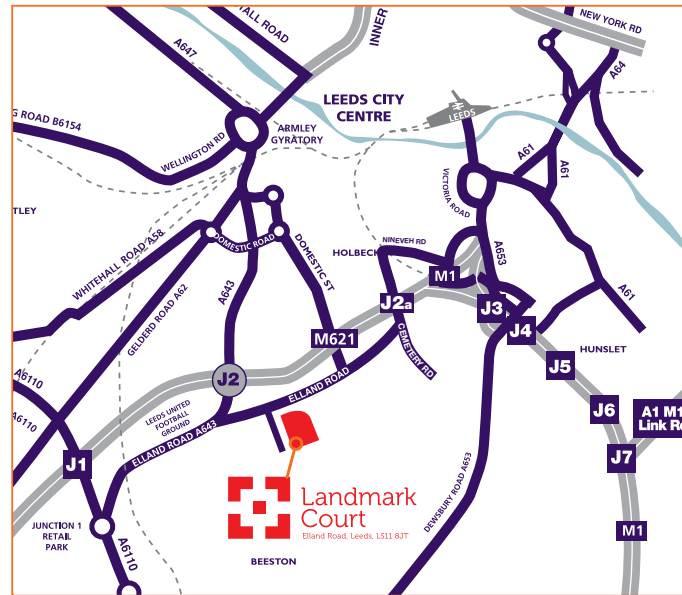 NEW YORK RD
TALL ROAD
INNER
A647
A64
LEEDS CITY
CENTRE
LEEDS
G ROAD B6154
ARMLEY
GYRATORY
WELLINGTON RD
A61
A61
VICTORIA ROAD
TLEY
DOMESTIC ROAD
DOMESTIC ST
NINEVEH RD
HOLBECK
A653
WHITEHALL ROAD A58
M1
A643
GELDERD ROAD A62
J2a
J3
A61
J4
M621
CEMETERY RD
HUNSLET
J5
J2
ELLAND ROAD
A6110
A6110
LEEDS UNITED
FOOTBALL
GROUND
ELLAND ROAD A643
J6
A1 M1
Link Ro
J1
J7
Landmark
Court
Elland Road, Leeds, LS11 8JT
DEWSBURY ROAD A653
JUNCTION 1
RETAIL
PARK
A6110
M1
BEESTON